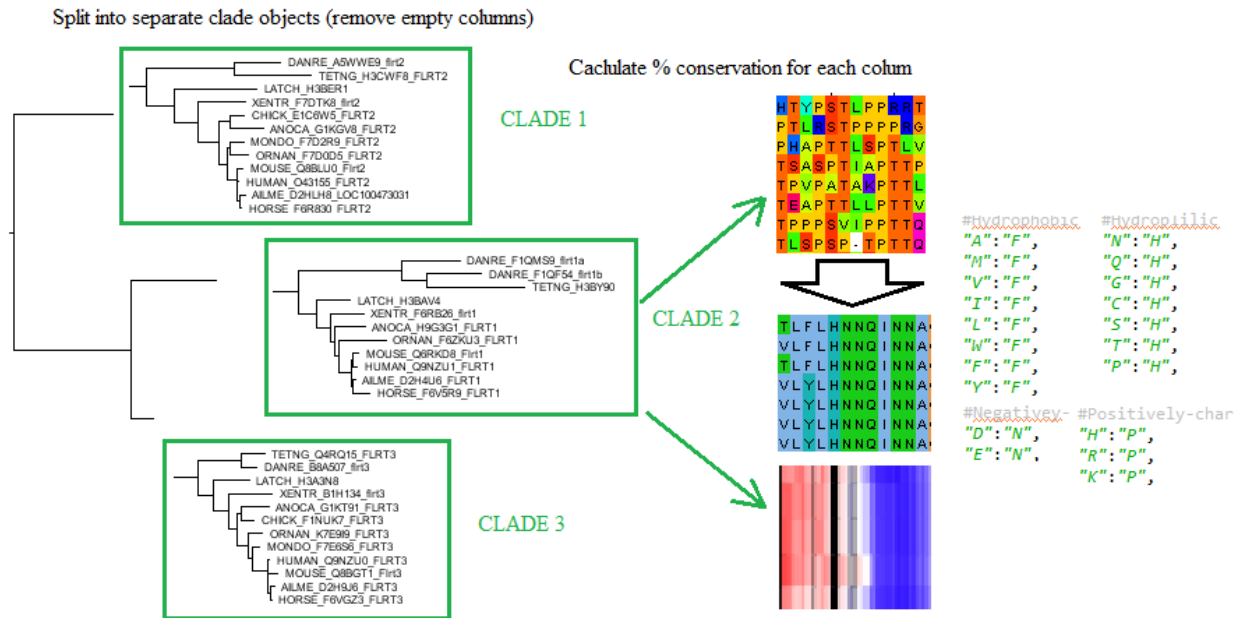 Split into separate clade objects (remove empty columns)
DANRE_A5WWE9_flrt2
TETNG_H3CWF8_FLRT2
LATCH_H3BER1
XENTR_F7DTK8_flrt2
CHICK_E1C6W5_FLRT2
ANOCA_G1KGV8_FLRT2
MONDO_F7D2R9_FLRT2
ORNAN_F7D0D5_FLRT2
MOUSE_Q8BLU0_Flrt2
HUMAN_O43155_FLRT2
AILME_D2HLH8_LOC100473031
HORSE_F6R830_FLRT2
CLADE 1
DANRE_F1QMS9_flrt1a
DANRE_F1QF54_flrt1b
TETNG_H3BY90
LATCH_H3BAV4
XENTR_F6RB26_flrt1
ANOCA_H9G3G1_FLRT1
ORNAN_F6ZKU3_FLRT1
MOUSE_Q6RKD8_Flrt1
HUMAN_Q9NZU1_FLRT1
AILME_D2H4U6_FLRT1
HORSE_F6V5R9_FLRT1
CLADE 2
TETNG_Q4RQ15_FLRT3
DANRE_B8A507_flrt3
LATCH_H3A3N8
XENTR_B1H134_flrt3
ANOCA_G1KT91_FLRT3
CHICK_F1NUK7_FLRT3
ORNAN_K7E9I9_FLRT3
MONDO_F7E6S6_FLRT3
HUMAN_Q9NZU0_FLRT3
MOUSE_Q8BGT1_Flrt3
AILME_D2H9J6_FLRT3
HORSE_F6VGZ3_FLRT3
CLADE 3
Caclulate % conservation for each colum
HTYPSTLPPRRT
PTLRSTPPPPRG
PHAPTTLSPTLV
TSASPTIAPTTP
TPVPATAKPTTL
TEAPTTLLPTTV
TPPPSVIPPTTQ
TLSPSP-TPTTQ
TLFLHNNQINNA
VLFLHNNQINNA
TLFLHNNQINNA
VLYLHNNQINNA
VLYLHNNQINNA
VLYLHNNQINNA
VLYLHNNQINNA
#Hydrophobic
"A":"F",
"M":"F",
"V":"F",
"I":"F",
"L":"F",
"W":"F",
"F":"F",
"Y":"F",
#Hydroplilic
"N":"H",
"Q":"H",
"G":"H",
"C":"H",
"S":"H",
"T":"H",
"P":"H",
#Negativey-
"D":"N",
"E":"N",
#Positively-char
"H":"P",
"R":"P",
"K":"P",